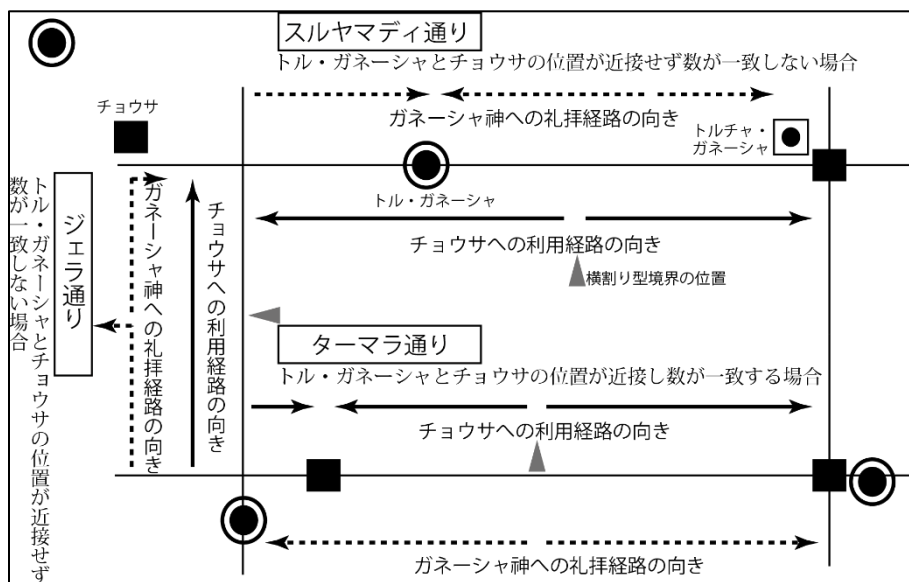 スルヤマディ通り
トル・ガネーシャとチョウサの位置が近接せず数が一致しない場合
チョウサ
ガネーシャ神への礼拝経路の向き
トルチャ・
ガネーシャ
トル・ガネーシャ
チョウサへの利用経路の向き
横割り型境界の位置
ジェラ通り
トル・ガネーシャとチョウサの位置が近接せず
数が一致しない場合
ガネーシャ神への礼拝経路の向き
チョウサへの利用経路の向き
ターマラ通り
トル・ガネーシャとチョウサの位置が近接し数が一致する場合
チョウサへの利用経路の向き
ガネーシャ神への礼拝経路の向き